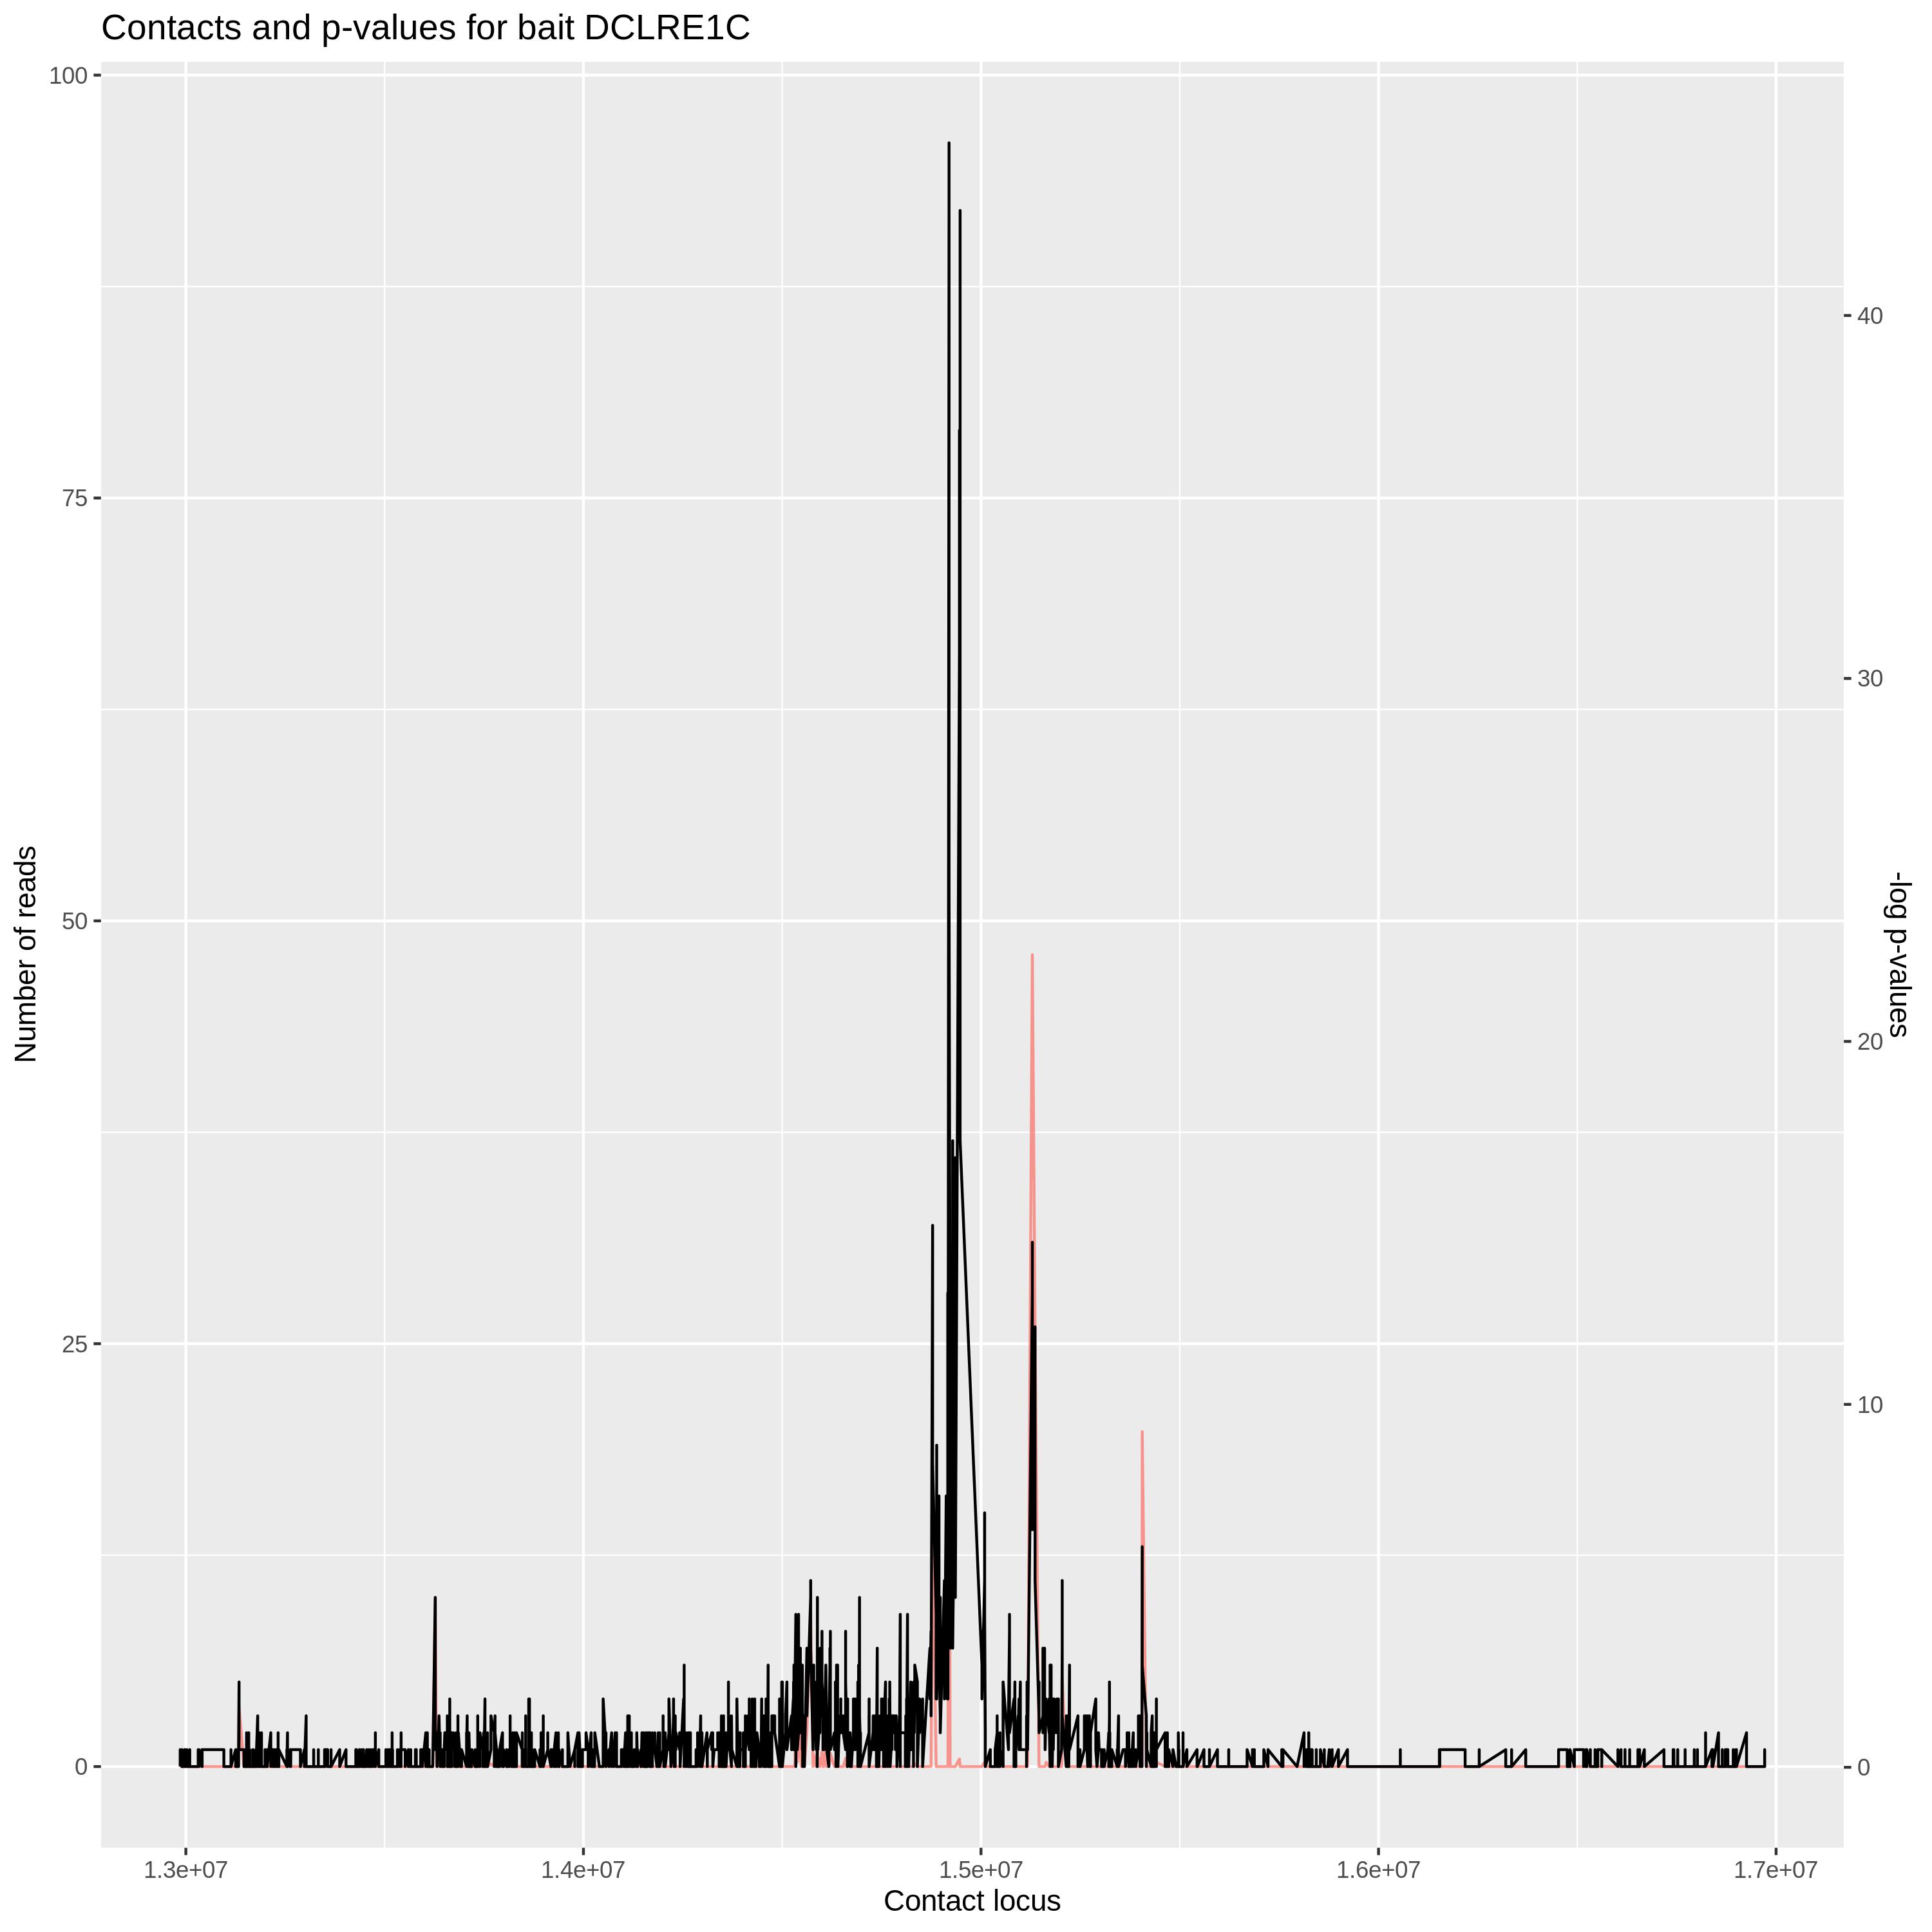 Contacts and p-values for bait DCLRE1C
100
75
50
25
0
Number of reads
40
30
20
10
0
-log p-values
1.3e+07 1.4e+07 1.5e+07 1.6e+07 1.7e+07
Contact locus